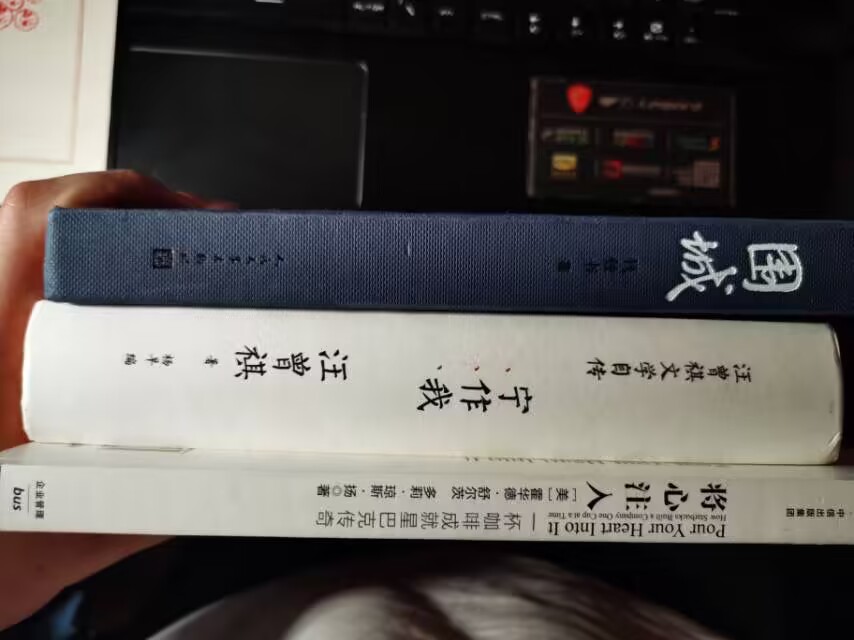 围城
钱锺书 著
人民文学出版社
汪曾祺文学自传
宁作我
汪曾祺 著
杨早 编
中信出版集团
将心注入
[美]霍华德·舒尔茨 多莉·琼斯·扬◎著
Pour Your Heart Into It
How Starbucks Built a Company One Cup at a Time
一杯咖啡成就星巴克传奇
企业管理
bus